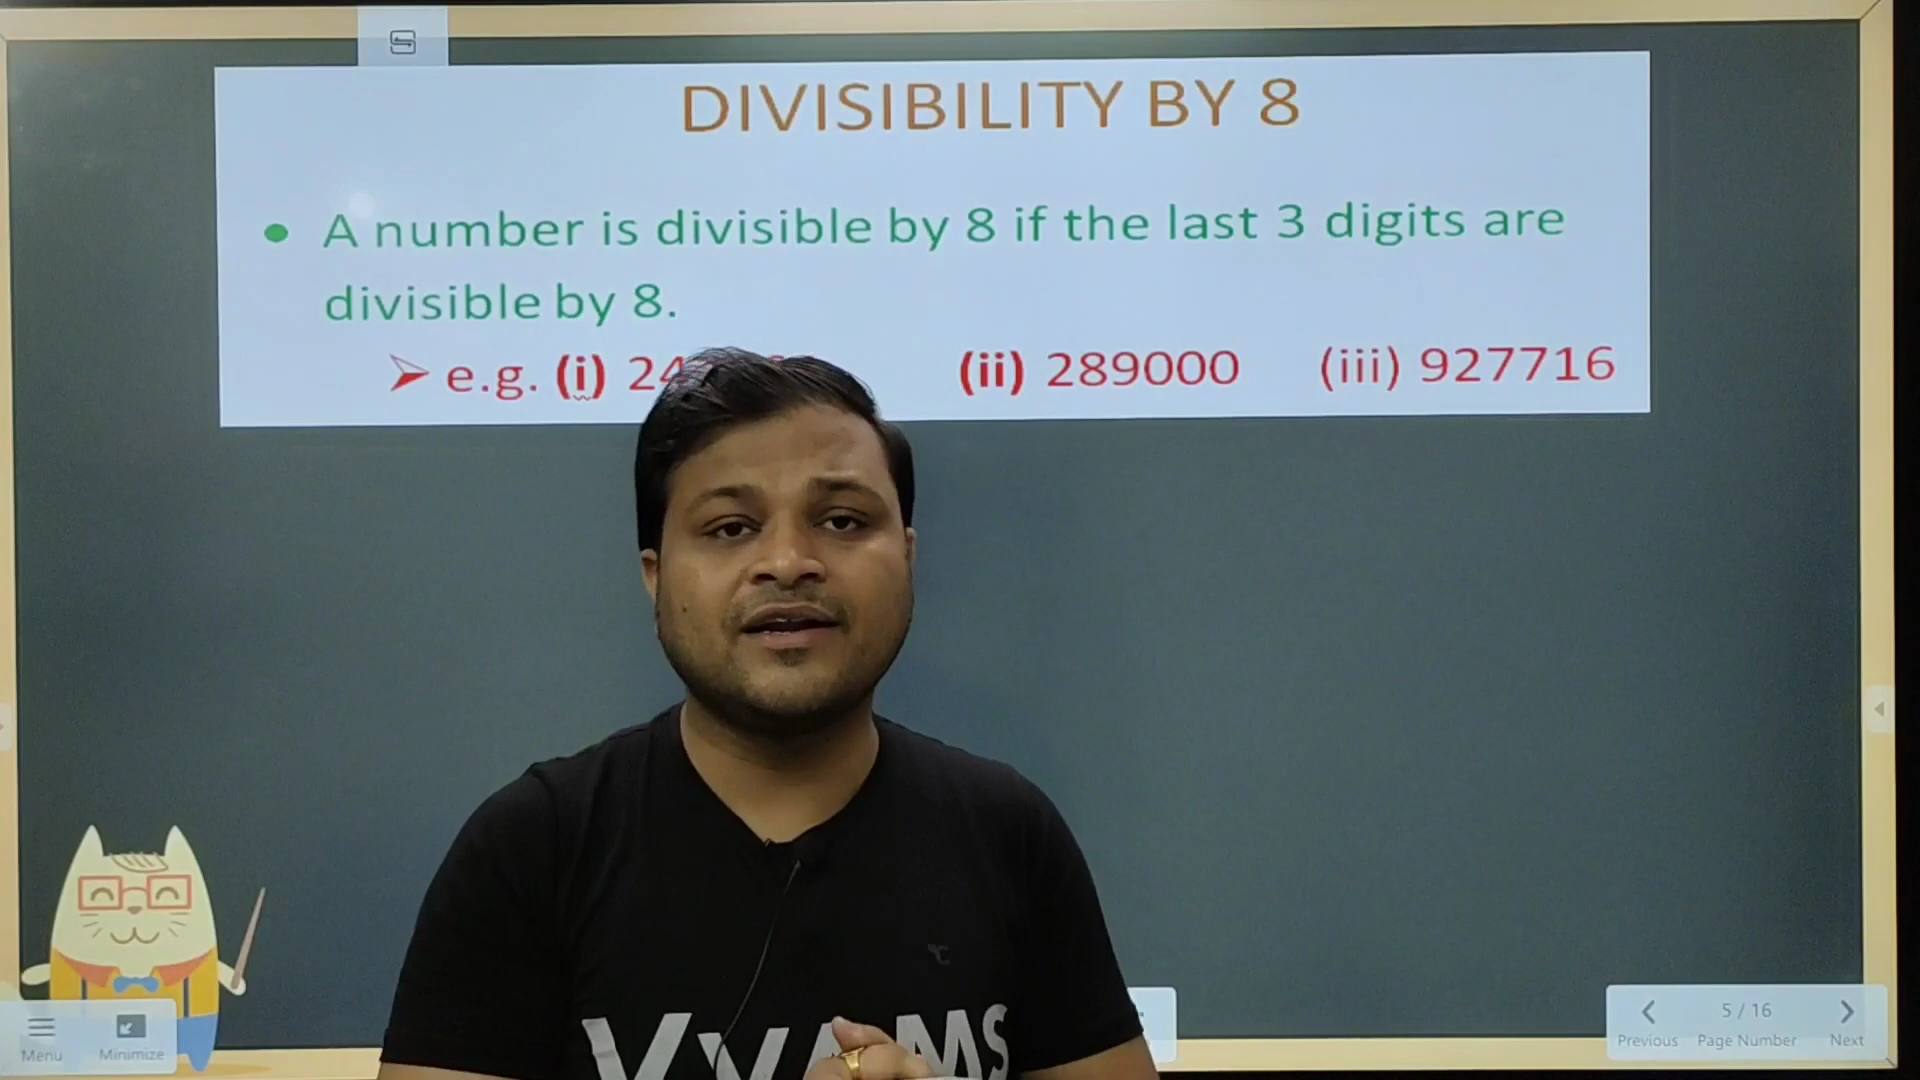 DIVISIBILITY BY 8
• A number is divisible by 8 if the last 3 digits are
divisible by 8.
➢ e.g. (i) (ii) 289000 (iii) 927716
5 / 16
Menu Minimize Previous Page Number Next